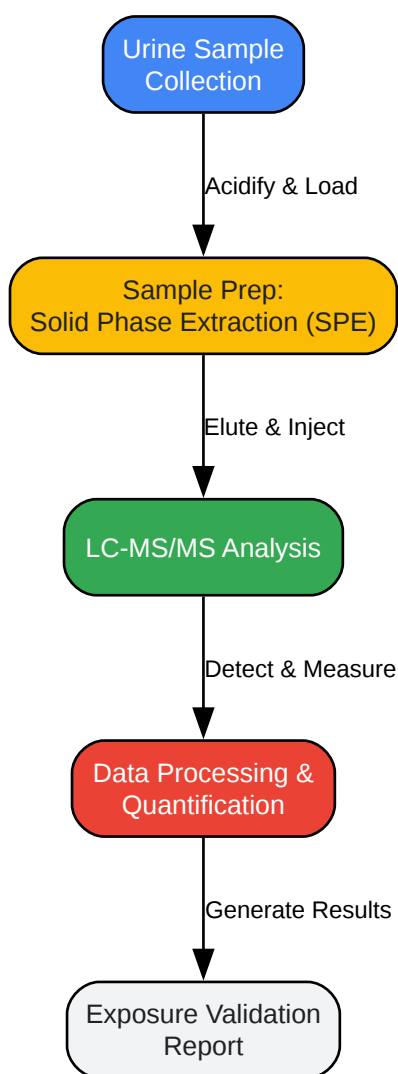 Urine Sample
Collection
Acidify & Load
Sample Prep:
Solid Phase Extraction (SPE)
Elute & Inject
LC-MS/MS Analysis
Detect & Measure
Data Processing &
Quantification
Generate Results
Exposure Validation
Report